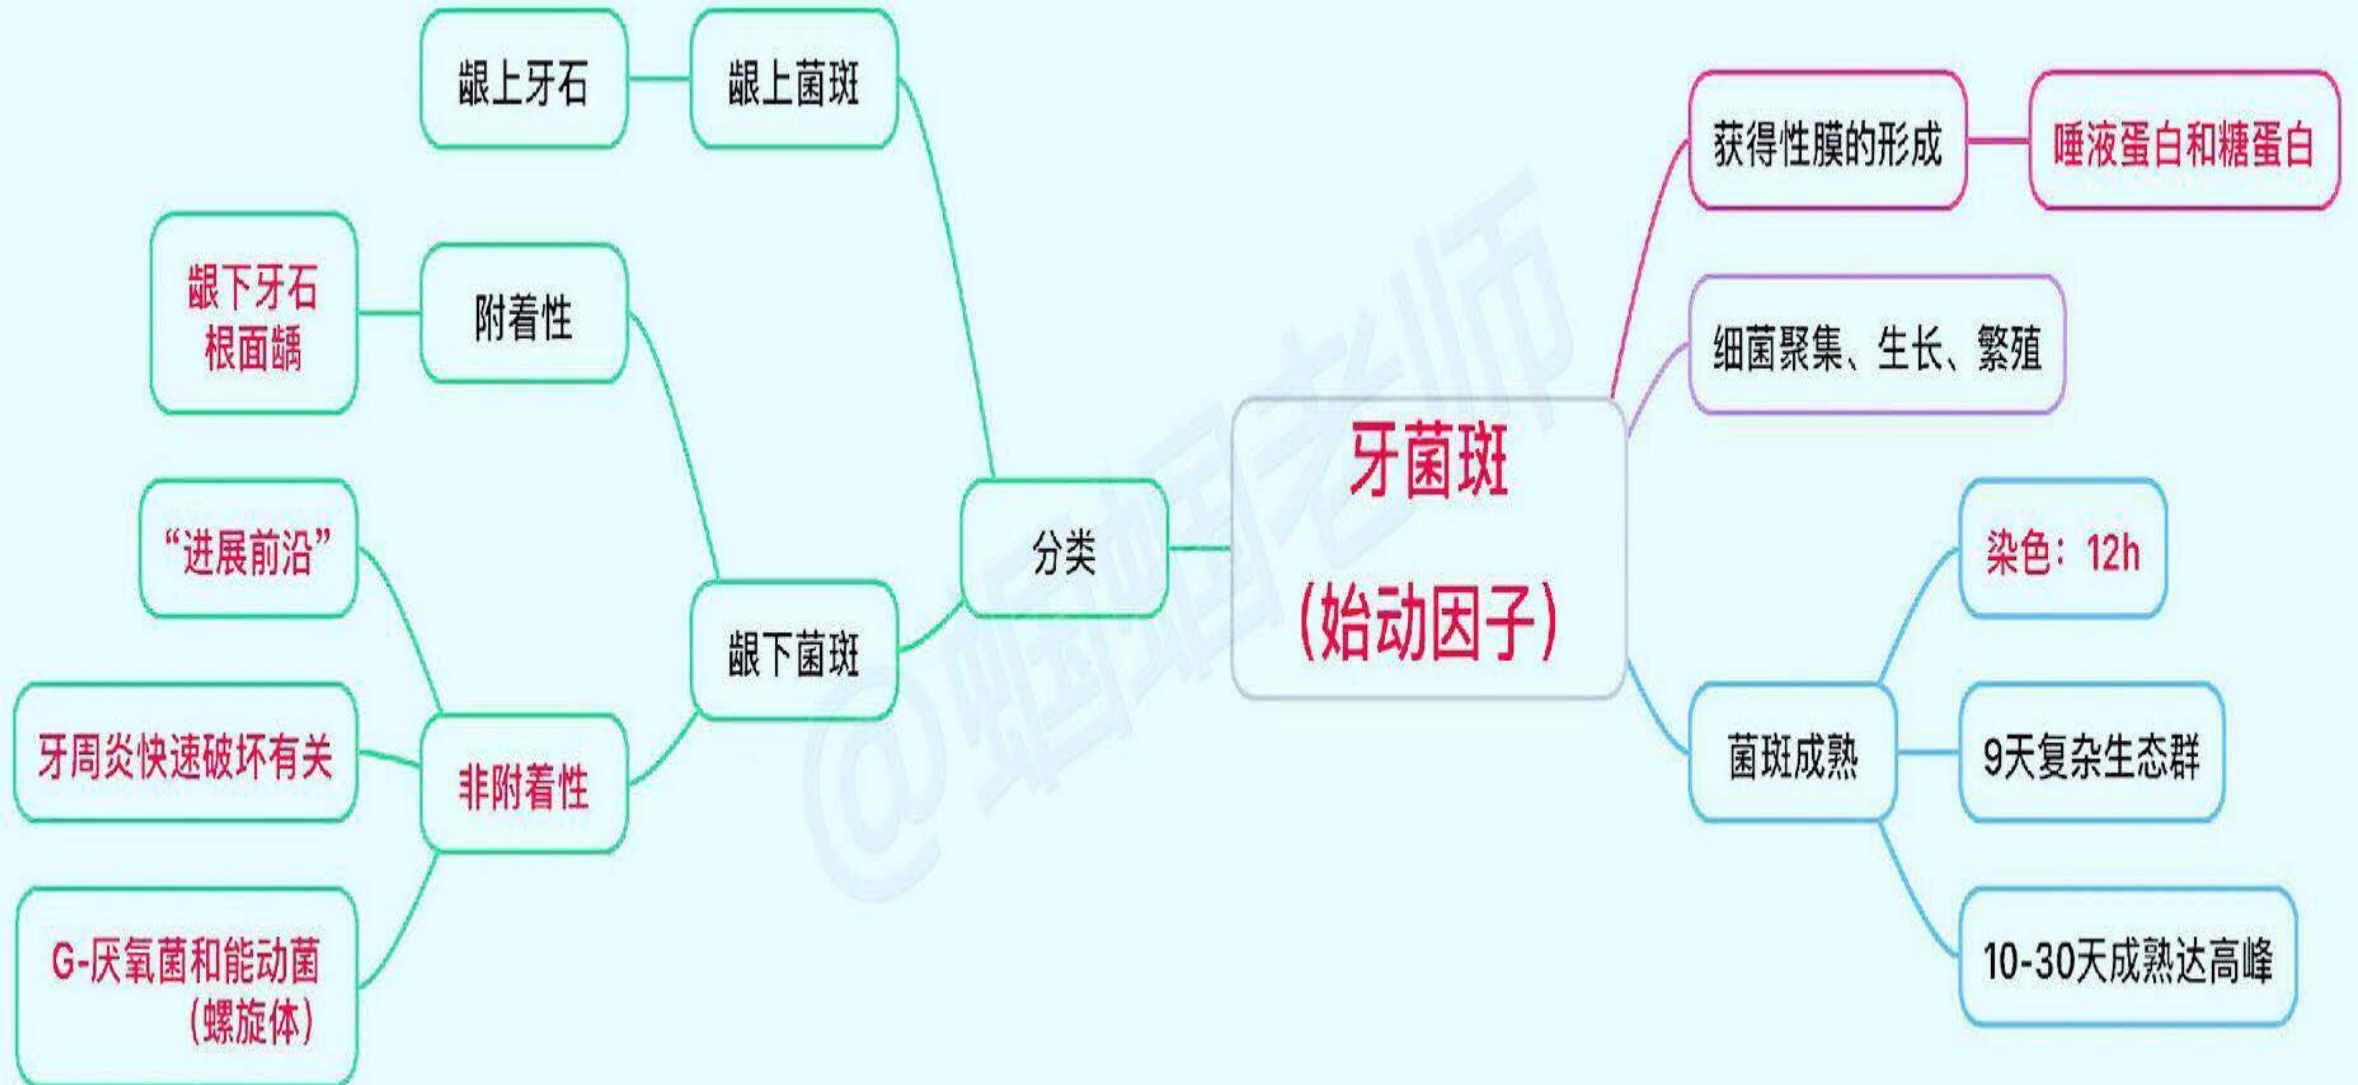 龈上牙石
龈上菌斑
龈下牙石
根面龋
附着性
“进展前沿”
牙周炎快速破坏有关
G-厌氧菌和能动菌
(螺旋体)
非附着性
龈下菌斑
分类
牙菌斑
(始动因子)
获得性膜的形成
唾液蛋白和糖蛋白
细菌聚集、生长、繁殖
菌斑成熟
染色：12h
9天复杂生态群
10-30天成熟达高峰
@蝈蝈老师